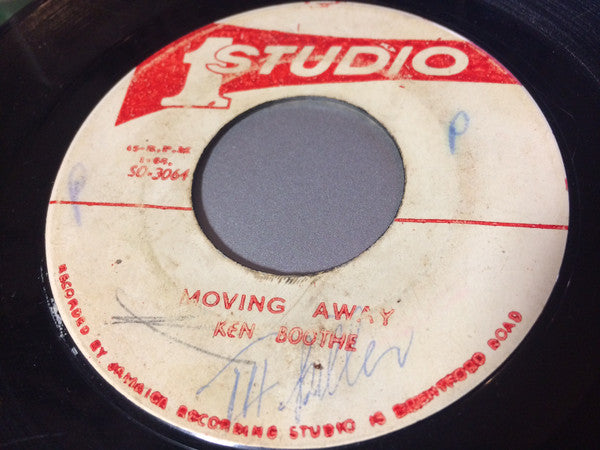 1 STUDIO
45-R.P.M.
SO-3064
P
P
MOVING AWAY
KEN BOOTHE
RECORDED BY JAMAICA RECORDING STUDIO 13 BRENTFORD ROAD